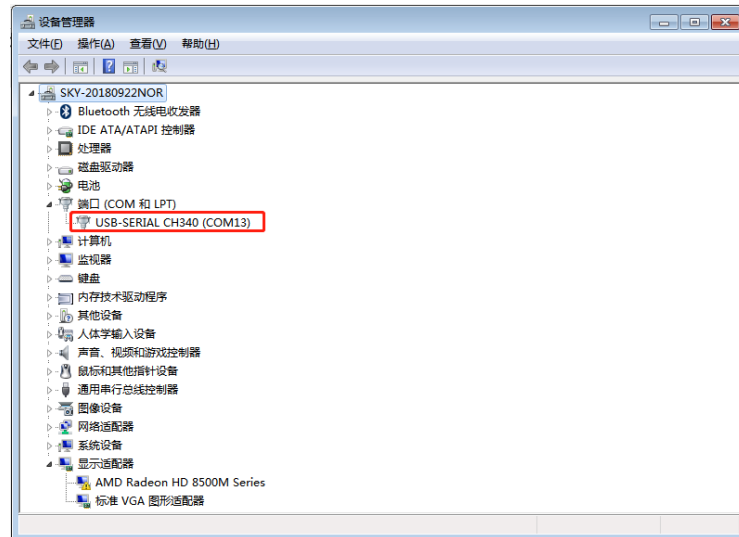 设备管理器
文件(F) 操作(A) 查看(V) 帮助(H)
SKY-20180922NOR
Bluetooth 无线电收发器
IDE ATA/ATAPI 控制器
处理器
磁盘驱动器
电池
端口 (COM 和 LPT)
USB-SERIAL CH340 (COM13)
计算机
监视器
键盘
内存技术驱动程序
其他设备
人体学输入设备
声音、视频和游戏控制器
鼠标和其他指针设备
通用串行总线控制器
图像设备
网络适配器
系统设备
显示适配器
AMD Radeon HD 8500M Series
标准 VGA 图形适配器